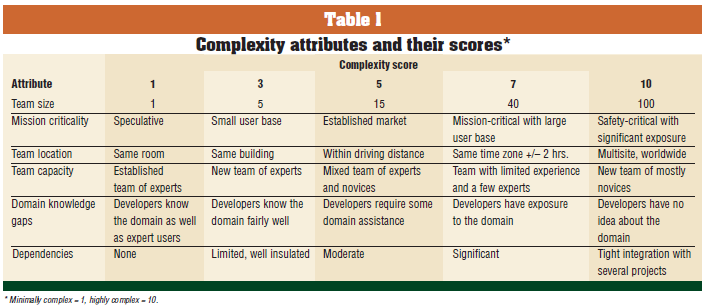 Table I
Complexity attributes and their scores*
Complexity score
Attribute 1 3 5 7 10
Team size 1 5 15 40 100
Mission criticality Speculative Small user base Established market Mission-critical with large Safety-critical with
user base significant exposure
Team location Same room Same building Within driving distance Same time zone +/– 2 hrs. Multisite, worldwide
Team capacity Established New team of experts Mixed team of experts Team with limited experience New team of mostly
team of experts and novices and a few experts novices
Domain knowledge Developers know Developers know the Developers require some Developers have exposure Developers have no
gaps the domain as well domain fairly well domain assistance to the domain idea about the
as expert users domain
Dependencies None Limited, well insulated Moderate Significant Tight integration with
several projects
* Minimally complex = 1, highly complex = 10.